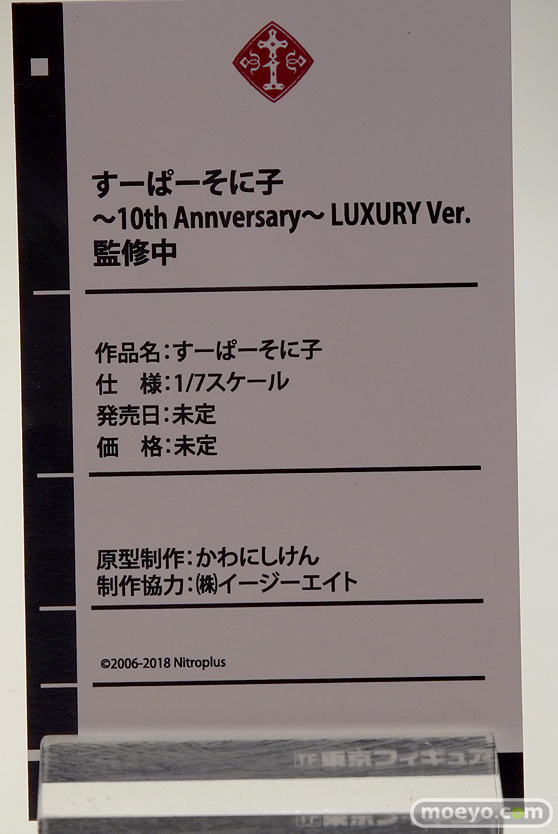 すーぱーそに子
～10th Annversary～ LUXURY Ver.
監修中
作品名：すーぱーそに子
仕　様：1/7スケール
発売日：未定
価　格：未定
原型制作：かわにしけん
制作協力：㈱イージーエイト
©2006-2018 Nitroplus
TF 東京フィギュア
moeyo.com